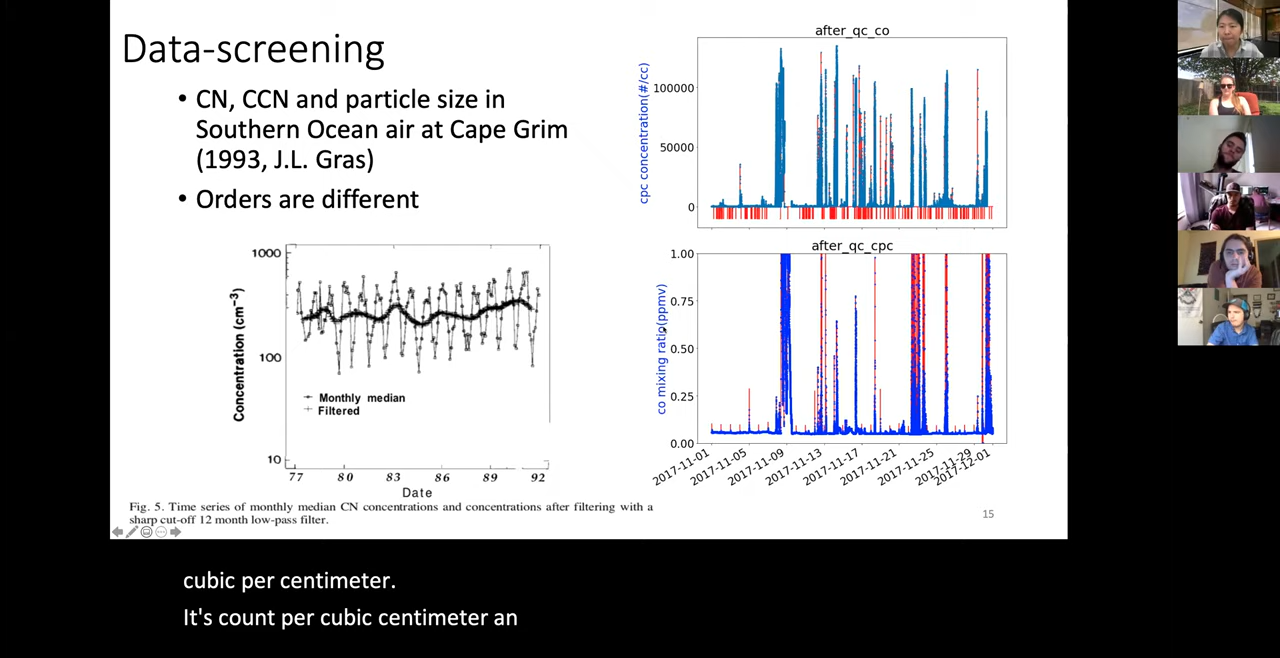 Data-screening
• CN, CCN and particle size in
Southern Ocean air at Cape Grim
(1993, J.L. Gras)
• Orders are different
1000
100
10
Concentration (cm⁻³)
Monthly median
Filtered
77 80 83 86 89 92
Date
Fig. 5. Time series of monthly median CN concentrations and concentrations after filtering with a
sharp cut-off 12 month low-pass filter.
after_qc_co
cpc concentration(#/cc)
100000
50000
0
after_qc_cpc
co mixing ratio(ppmv)
1.00
0.75
0.50
0.25
0.00
2017-11-01
2017-11-05
2017-11-09
2017-11-13
2017-11-17
2017-11-21
2017-11-25
2017-11-29
2017-12-01
15
cubic per centimeter.
It's count per cubic centimeter an